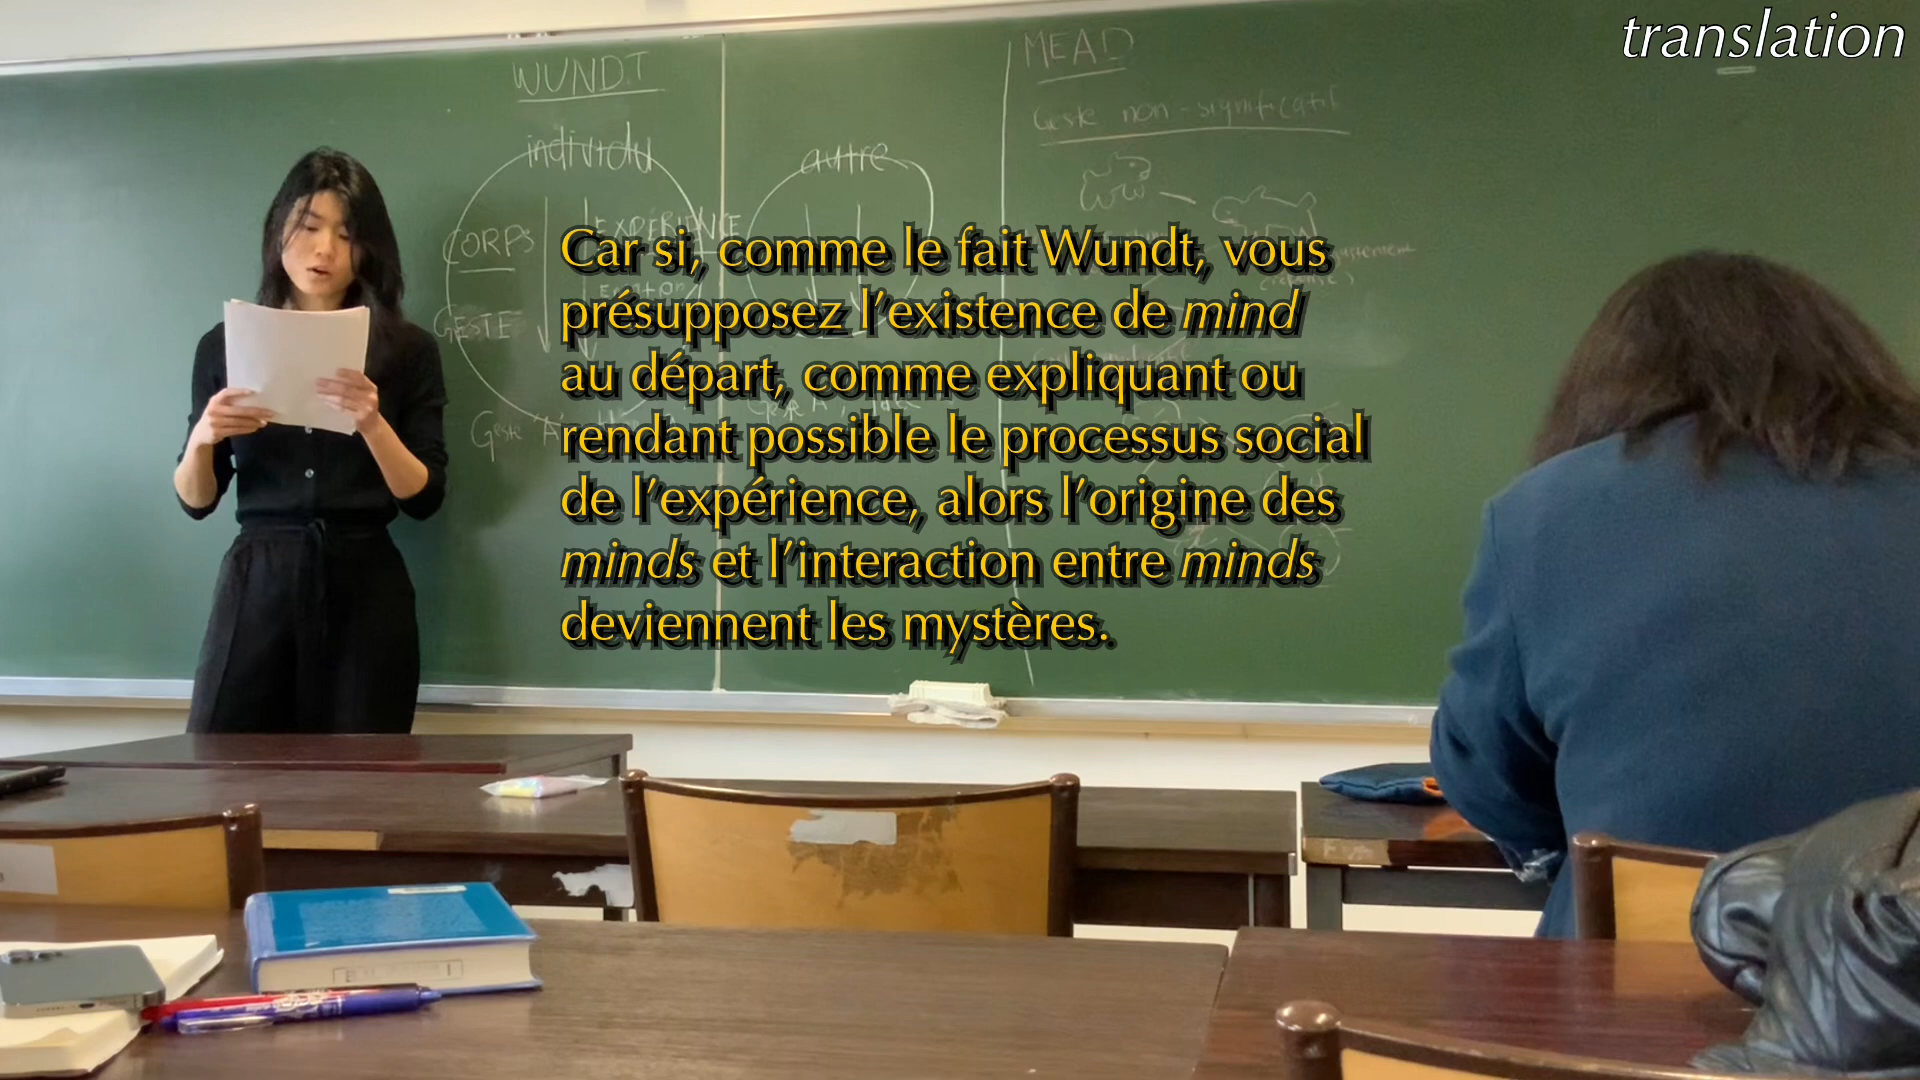 translation
WUNDT
individu
autre
CORPS
EXPÉRIENCE
GESTE
Geste A
MEAD
Geste non-significatif
Car si, comme le fait Wundt, vous
présupposez l’existence de mind
au départ, comme expliquant ou
rendant possible le processus social
de l’expérience, alors l’origine des
minds et l’interaction entre minds
deviennent les mystères.